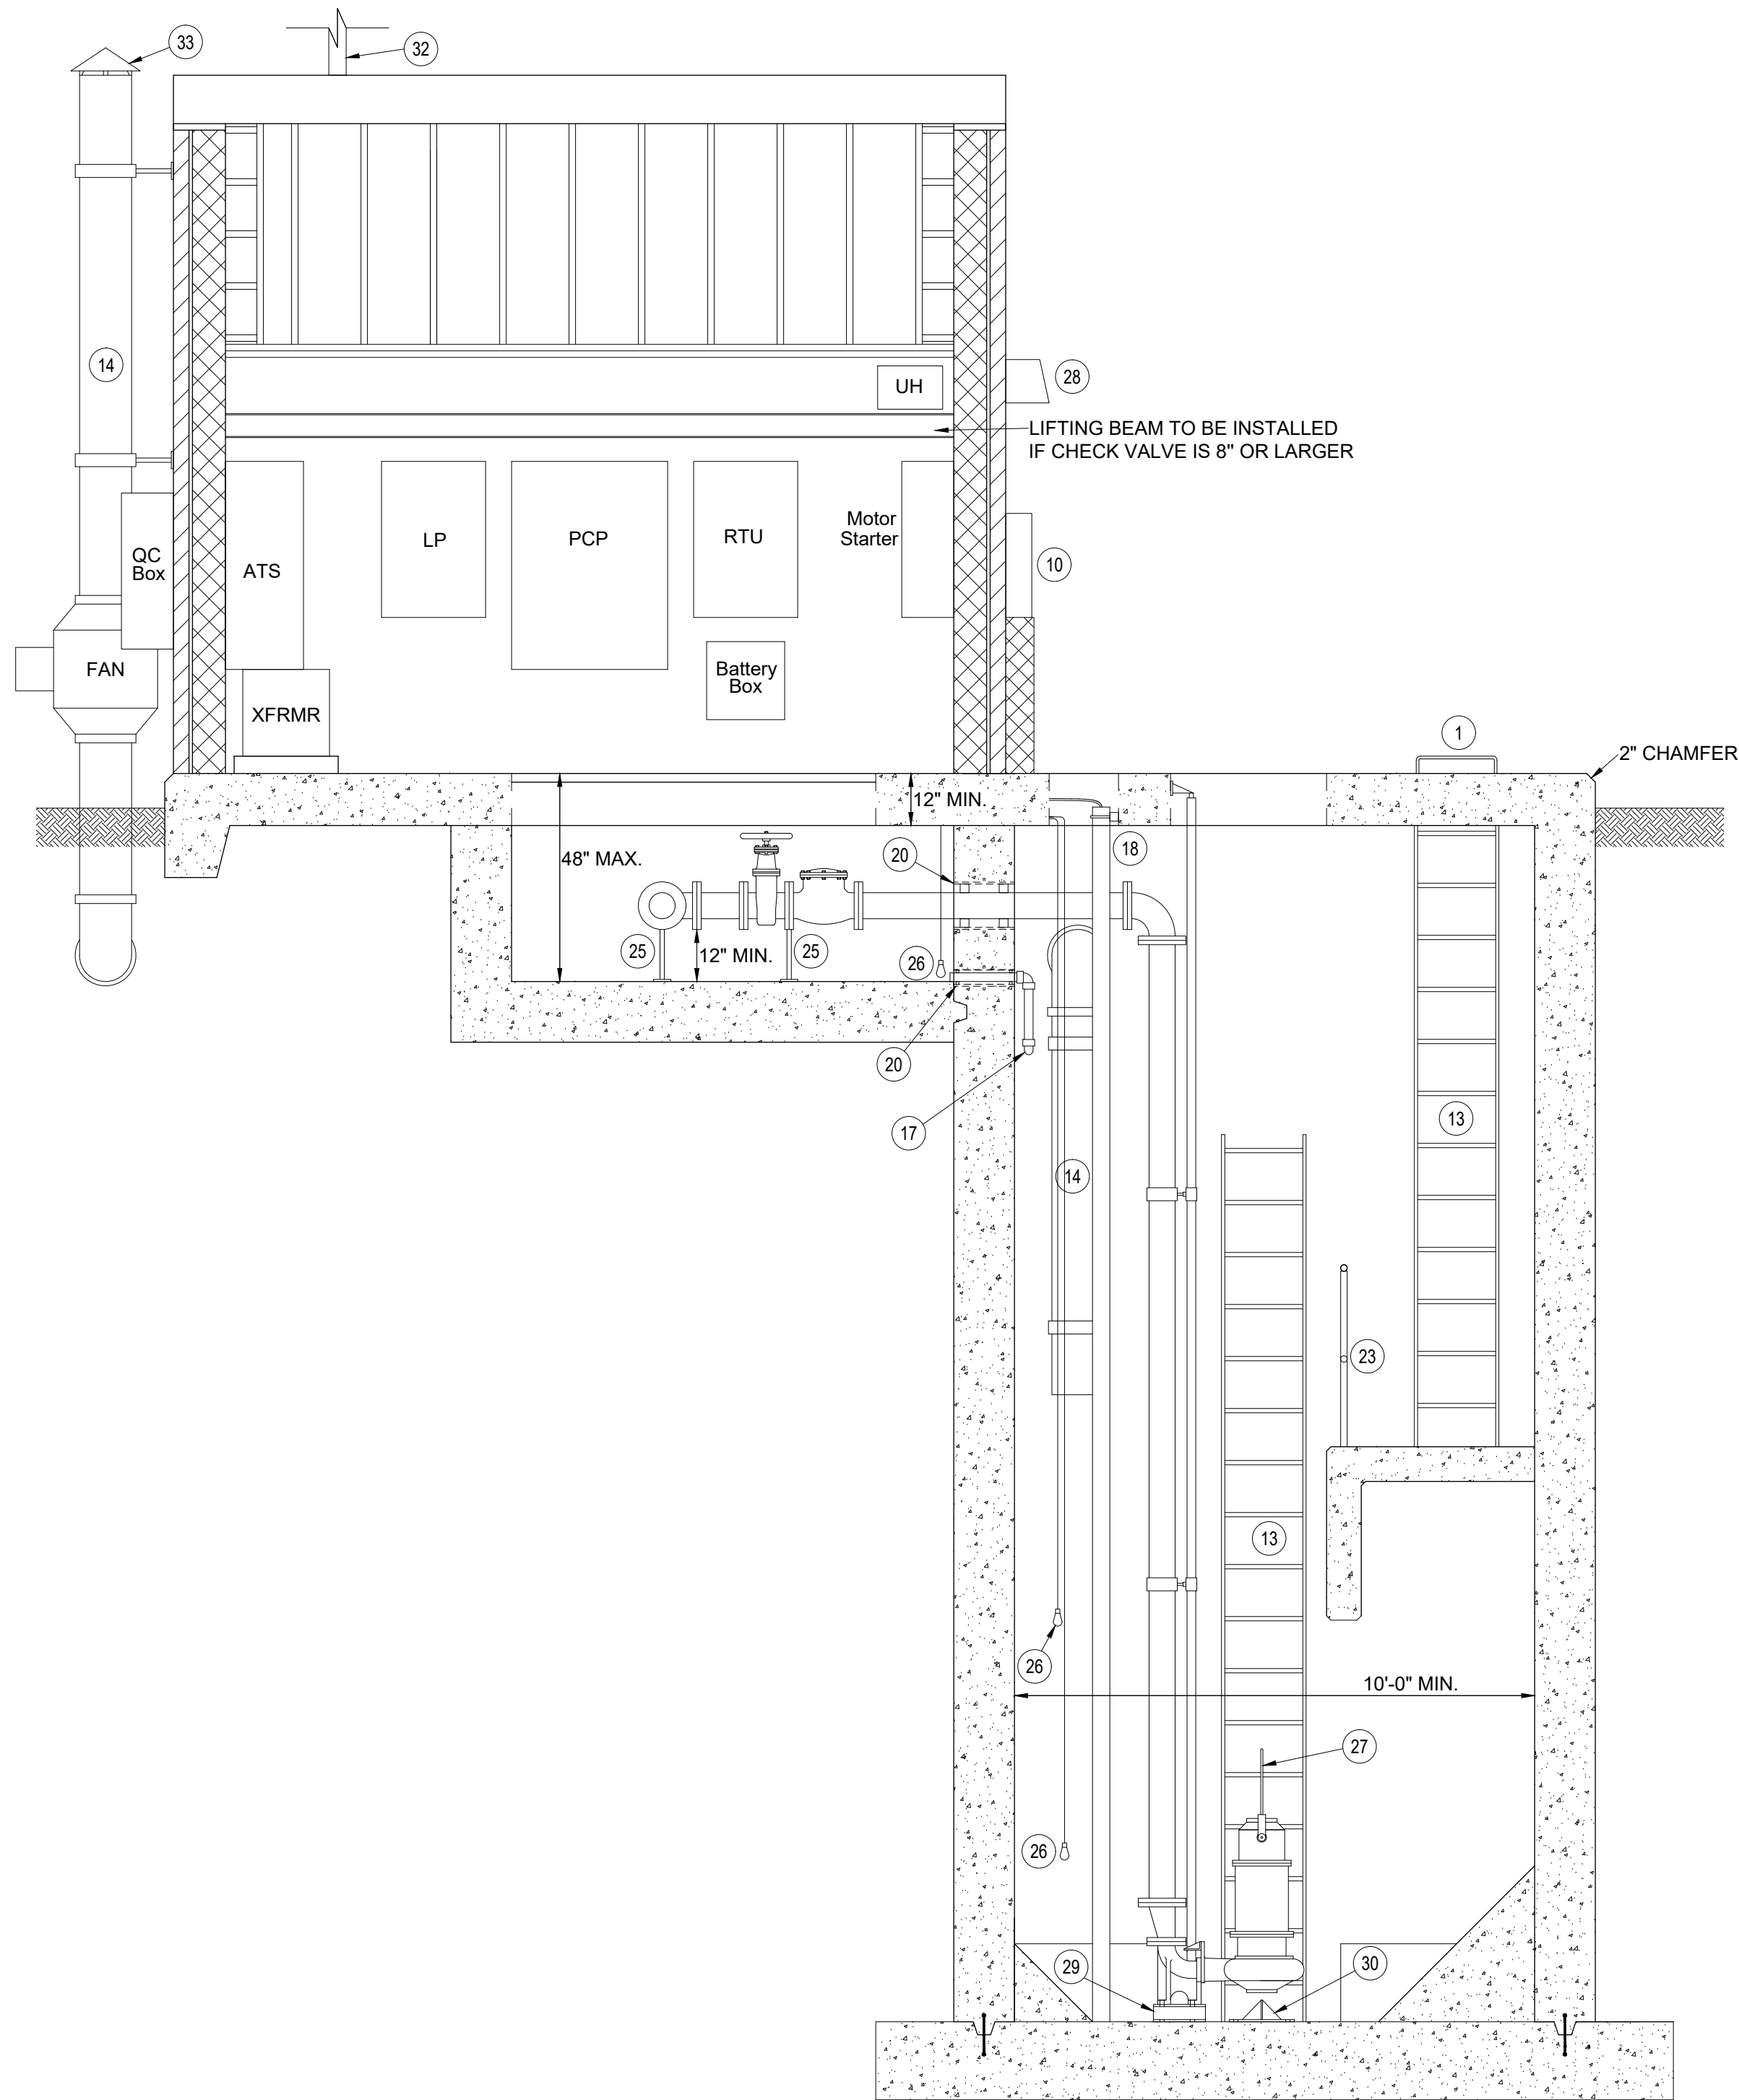 33
32
14
UH
28
LIFTING BEAM TO BE INSTALLED
IF CHECK VALVE IS 8" OR LARGER
QC
Box
ATS
LP
PCP
RTU
Motor
Starter
10
FAN
XFRMR
Battery
Box
1
2" CHAMFER
12" MIN.
48" MAX.
20
18
25
12" MIN.
25
26
20
17
13
14
23
13
26
10'-0" MIN.
27
26
29
30